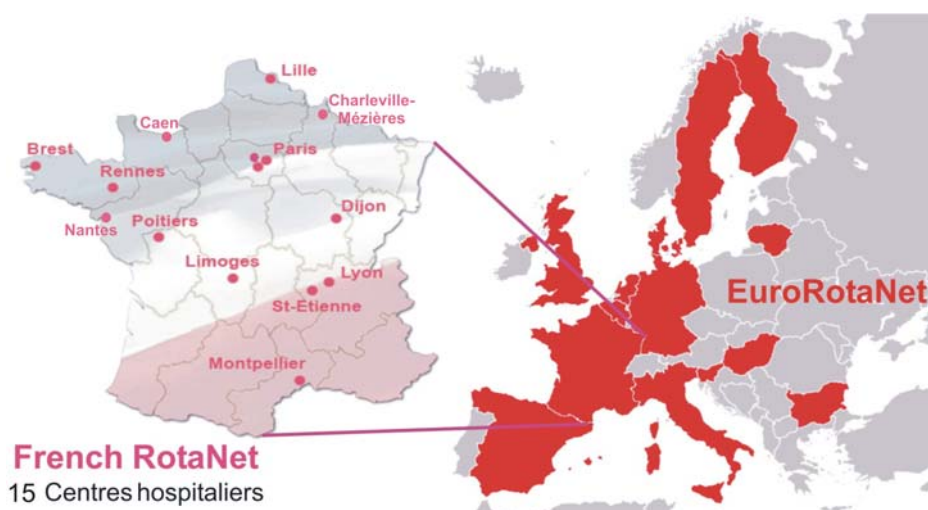 Lille
Charleville-
Mézières
Caen
Paris
Brest
Rennes
Nantes
Poitiers
Dijon
Limoges
Lyon
St-Etienne
Montpellier
French RotaNet
15 Centres hospitaliers
EuroRotaNet